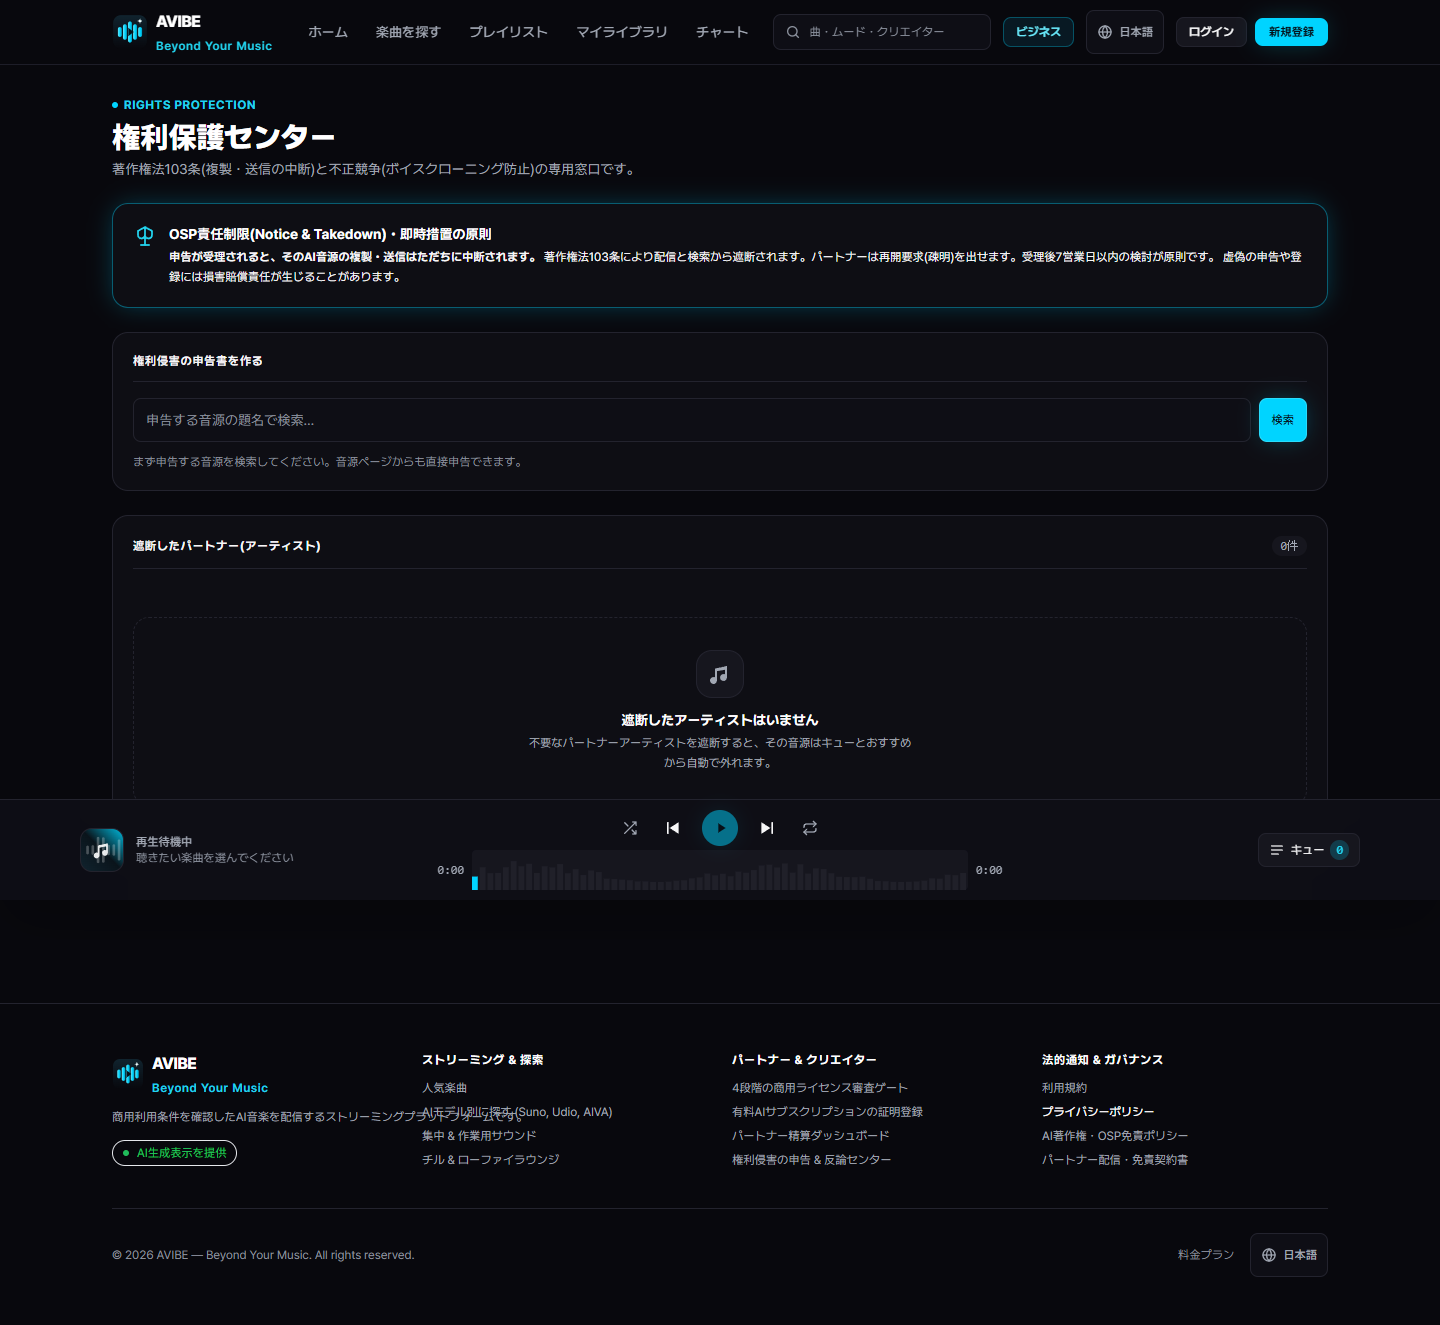 AVIBE
Beyond Your Music
ホーム
楽曲を探す
プレイリスト
マイライブラリ
チャート
曲・ムード・クリエイター
ビジネス
日本語
ログイン
新規登録
RIGHTS PROTECTION
権利保護センター
著作権法103条(複製・送信の中断)と不正競争(ボイスクローニング防止)の専用窓口です。
OSP責任制限(Notice & Takedown)・即時措置の原則
申告が受理されると、そのAI音源の複製・送信はただちに中断されます。 著作権法103条により配信と検索から遮断されます。パートナーは再開要求(疎明)を出せます。受理後7営業日以内の検討が原則です。 虚偽の申告や登
録には損害賠償責任が生じることがあります。
権利侵害の申告書を作る
申告する音源の題名で検索...
検索
まず申告する音源を検索してください。音源ページからも直接申告できます。
遮断したパートナー(アーティスト)
0件
遮断したアーティストはいません
不要なパートナーアーティストを遮断すると、その音源はキューとおすすめ
から自動で外れます。
再生待機中
聴きたい楽曲を選んでください
0:00
0:00
キュー 0
AVIBE
Beyond Your Music
商用利用条件を確認したAI音楽を配信するストリーミングプラットフォームです。
AI生成表示を提供
ストリーミング & 探索
人気楽曲
AIモデル別に探す (Suno, Udio, AIVA)
集中 & 作業用サウンド
チル & ローファイラウンジ
パートナー & クリエイター
4段階の商用ライセンス審査ゲート
有料AIサブスクリプションの証明登録
パートナー精算ダッシュボード
権利侵害の申告 & 反論センター
法的通知 & ガバナンス
利用規約
プライバシーポリシー
AI著作権・OSP免責ポリシー
パートナー配信・免責契約書
© 2026 AVIBE — Beyond Your Music. All rights reserved.
料金プラン
日本語